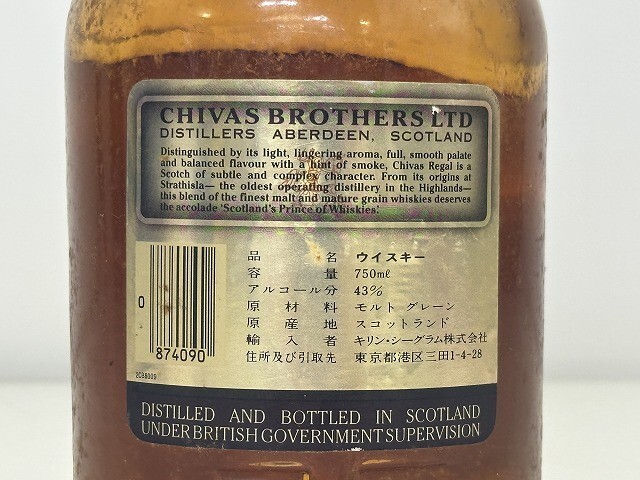 CHIVAS BROTHERS LTD
DISTILLERS ABERDEEN, SCOTLAND
Distinguished by its light, lingering aroma, full, smooth palate
and balanced flavour with a hint of smoke, Chivas Regal is a
Scotch of subtle and complex character. From its origins at
Strathisla— the oldest operating distillery in the Highlands—
this blend of the finest malt and mature grain whiskies deserves
the accolade 'Scotland's Prince of Whiskies'.
品 名 ウイスキー
容 量 750mℓ
アルコール分 43%
原 材 料 モルト グレーン
原 産 地 スコットランド
輸 入 者 キリン・シーグラム株式会社
住所及び引取先 東京都港区三田1-4-28
0 874090
DISTILLED AND BOTTLED IN SCOTLAND
UNDER BRITISH GOVERNMENT SUPERVISION